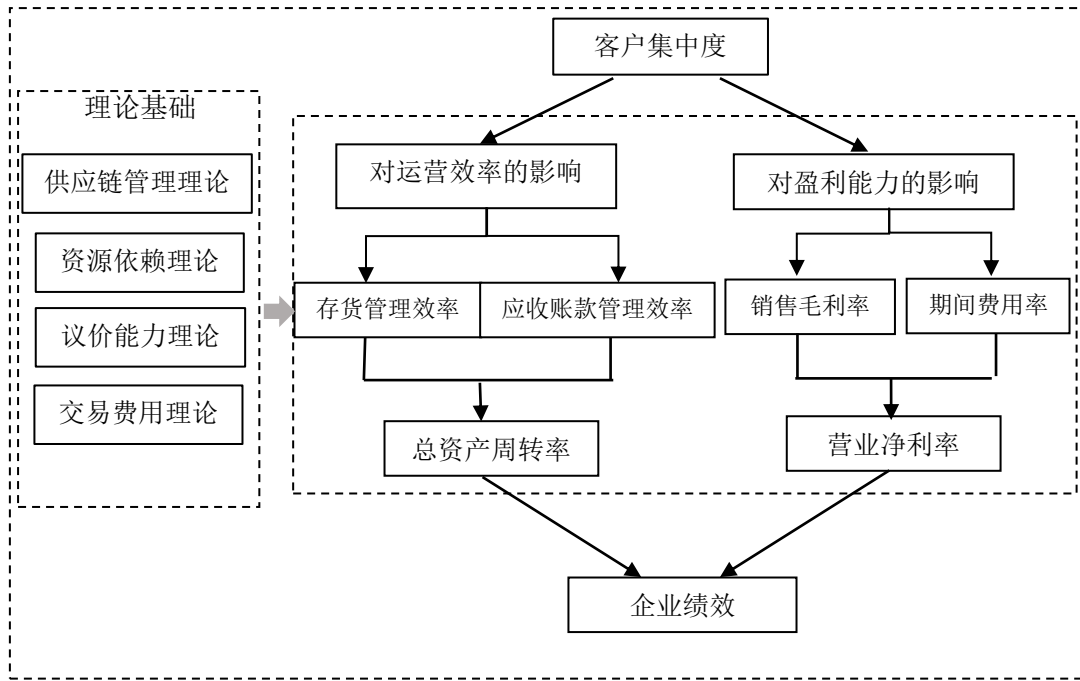 客户集中度
理论基础
供应链管理理论
资源依赖理论
议价能力理论
交易费用理论
对运营效率的影响
对盈利能力的影响
存货管理效率
应收账款管理效率
销售毛利率
期间费用率
总资产周转率
营业净利率
企业绩效